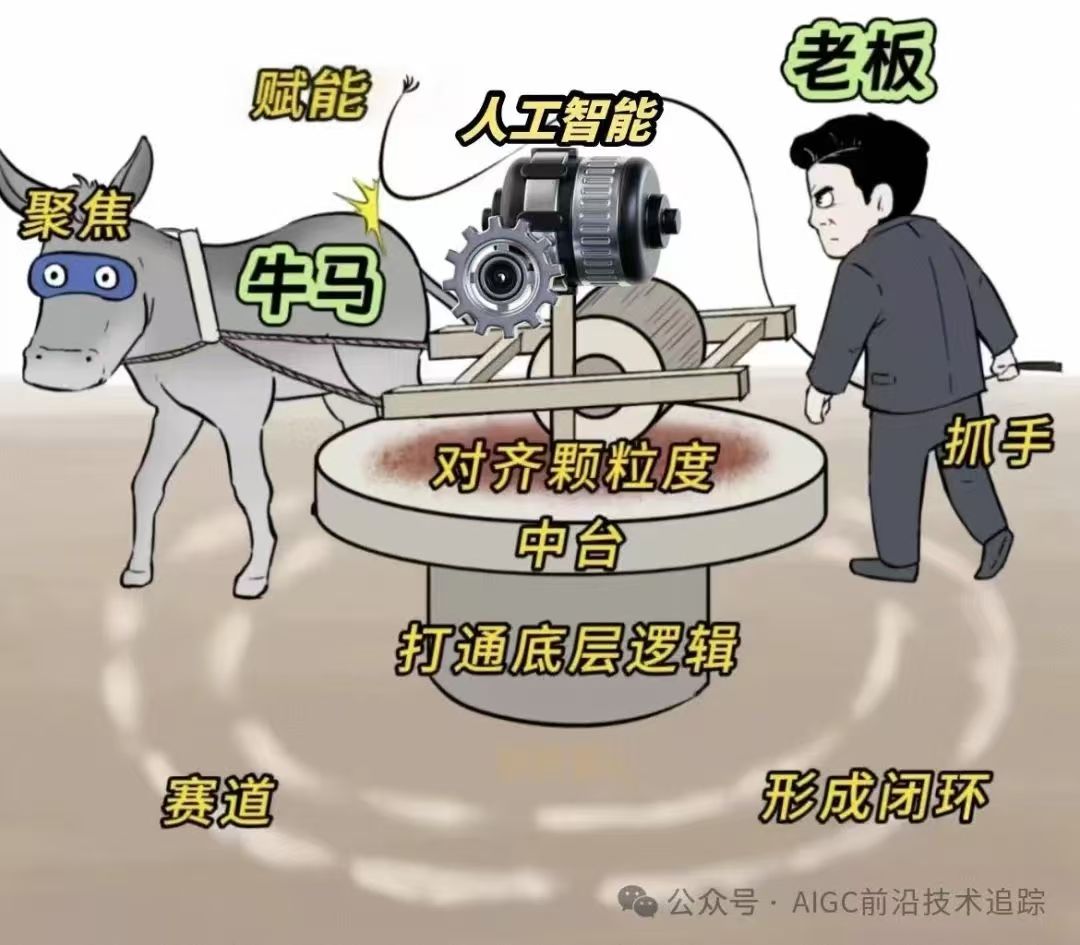 老板
赋能
人工智能
聚焦
牛马
抓手
对齐颗粒度
中台
打通底层逻辑
赛道
形成闭环
公众号 · AIGC前沿技术追踪